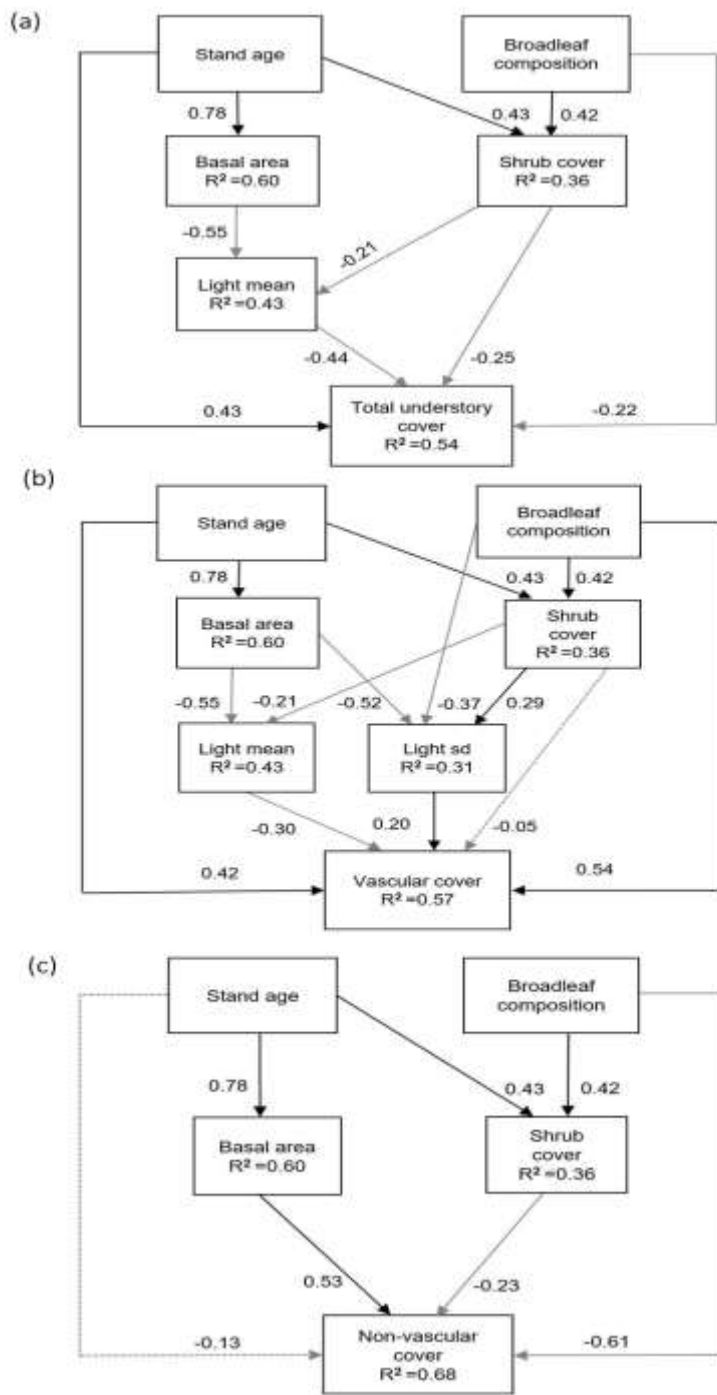 (a)
Stand age
Broadleaf
composition
0.78
0.43
0.42
Basal area
R² =0.60
Shrub cover
R² =0.36
-0.55
-0.21
Light mean
R² =0.43
-0.44
-0.25
0.43
-0.22
Total understory
cover
R² =0.54
(b)
Stand age
Broadleaf
composition
0.78
0.43
0.42
Basal area
R² =0.60
Shrub
cover
R² =0.36
-0.55
-0.21
-0.52
-0.37
0.29
Light mean
R² =0.43
Light sd
R² =0.31
-0.30
0.20
-0.05
0.42
0.54
Vascular cover
R² =0.57
(c)
Stand age
Broadleaf
composition
0.78
0.43
0.42
Basal area
R² =0.60
Shrub
cover
R² =0.36
0.53
-0.23
-0.13
-0.61
Non-vascular
cover
R² =0.68